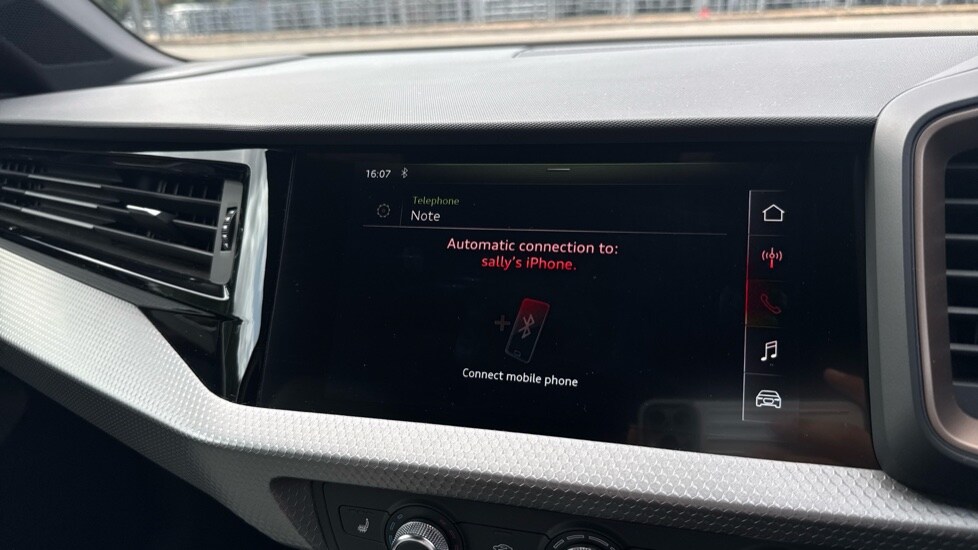 16:07
Telephone
Note
Automatic connection to:
sally's iPhone.
Connect mobile phone